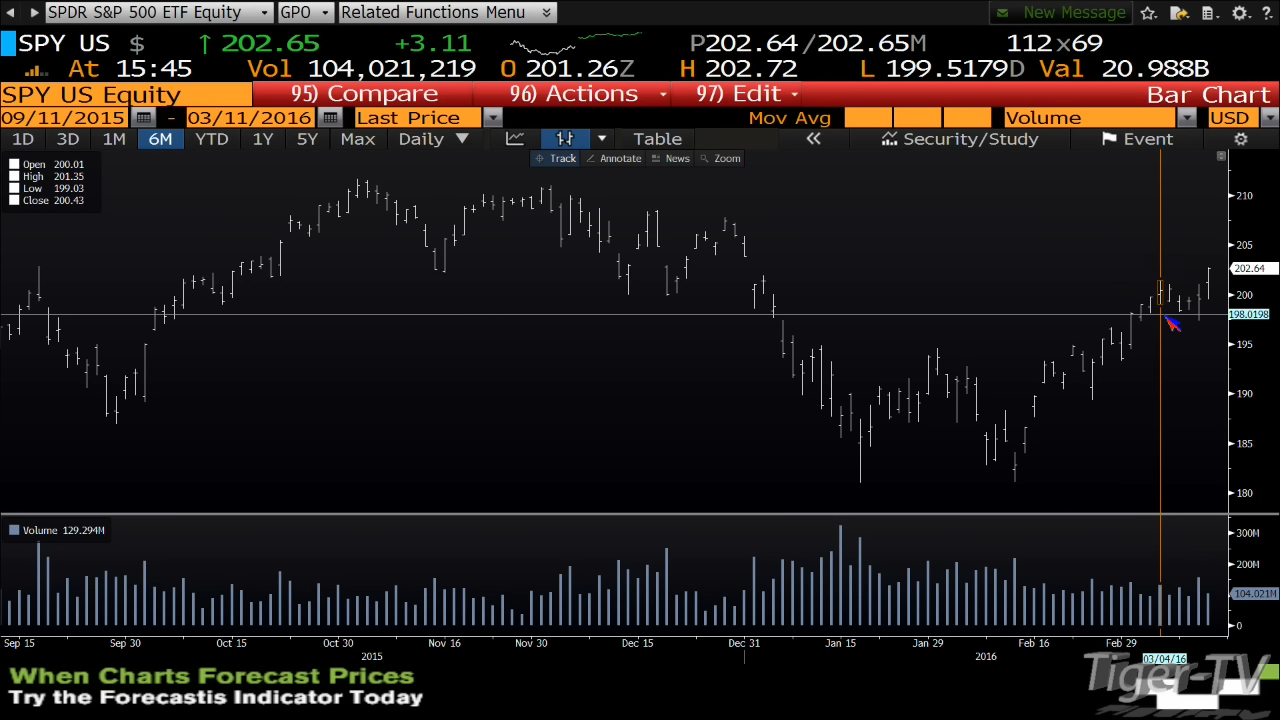 SPDR S&P 500 ETF Equity GPO Related Functions Menu New Message
SPY US $ ↑ 202.65 +3.11 P202.64/202.65M 112x69
At 15:45 Vol 104,021,219 O 201.26Z H 202.72 L 199.5179D Val 20.988B
SPY US Equity 95) Compare 96) Actions 97) Edit Bar Chart
09/11/2015 - 03/11/2016 Last Price Mov Avg Volume USD
1D 3D 1M 6M YTD 1Y 5Y Max Daily Table Security/Study Event
Track Annotate News Zoom
Open 200.01
High 201.35
Low 199.03
Close 200.43
210
205
202.64
200
198.0198
195
190
185
180
Volume 129.294M
300M
200M
104.021M
0
Sep 15 Sep 30 Oct 15 Oct 30 Nov 16 Nov 30 Dec 15 Dec 31 Jan 15 Jan 29 Feb 16 Feb 29
2015 2016 03/04/16
When Charts Forecast Prices
Try the Forecastis Indicator Today
Tiger-TV